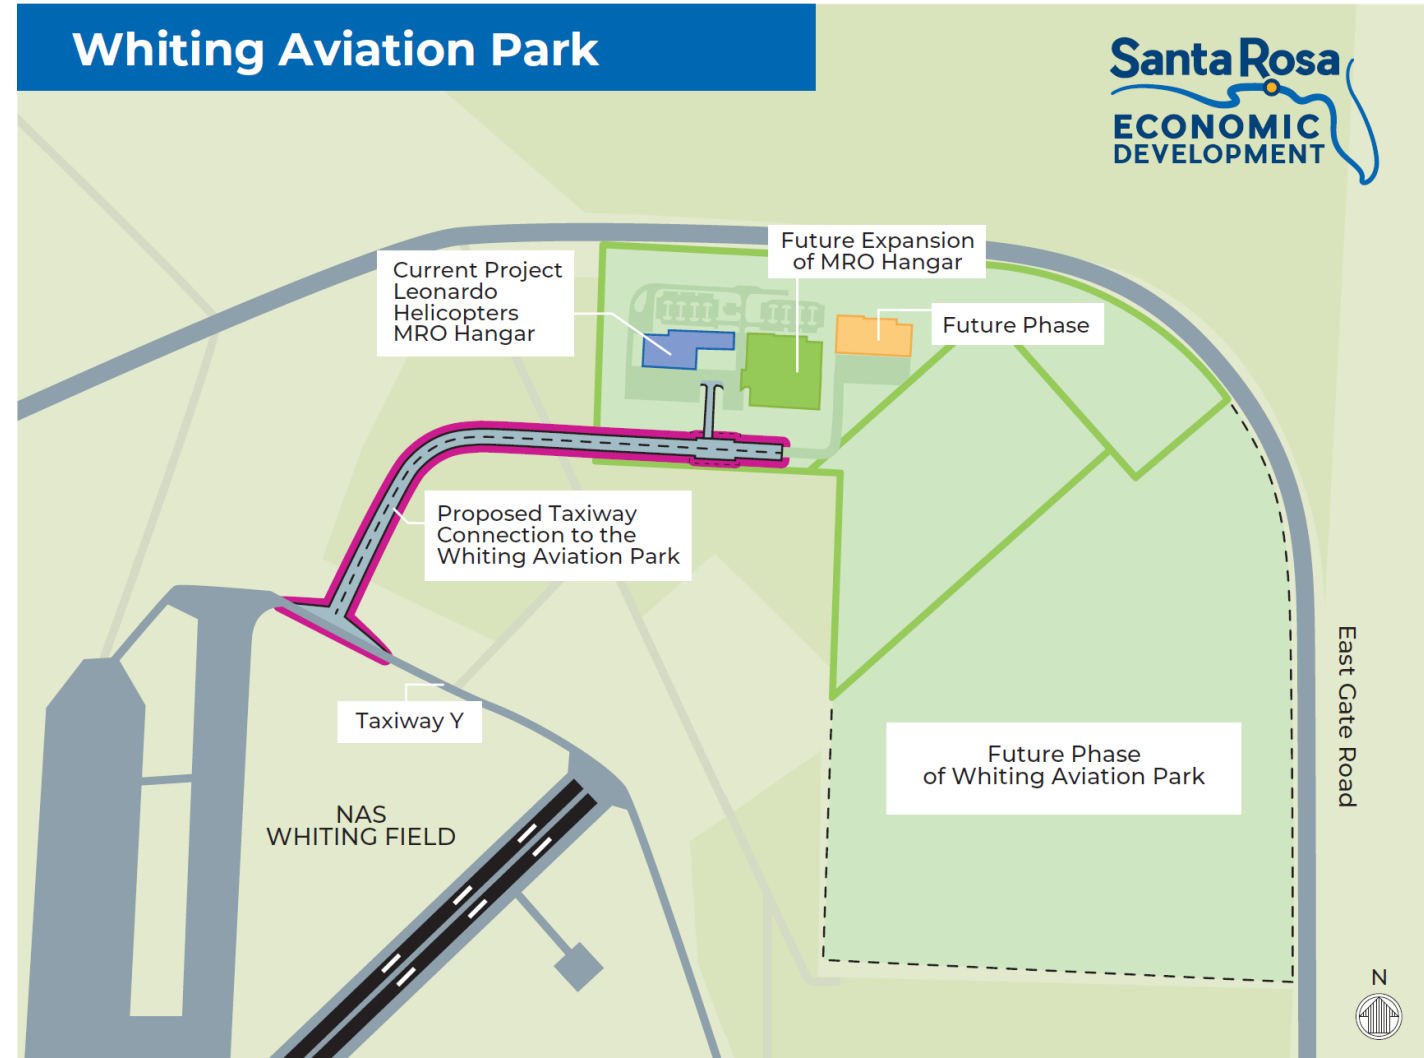 Whiting Aviation Park
Santa Rosa
ECONOMIC
DEVELOPMENT
Future Expansion
of MRO Hangar
Current Project
Leonardo
Helicopters
MRO Hangar
Future Phase
Proposed Taxiway
Connection to the
Whiting Aviation Park
Taxiway Y
East Gate Road
Future Phase
of Whiting Aviation Park
NAS
WHITING FIELD
N